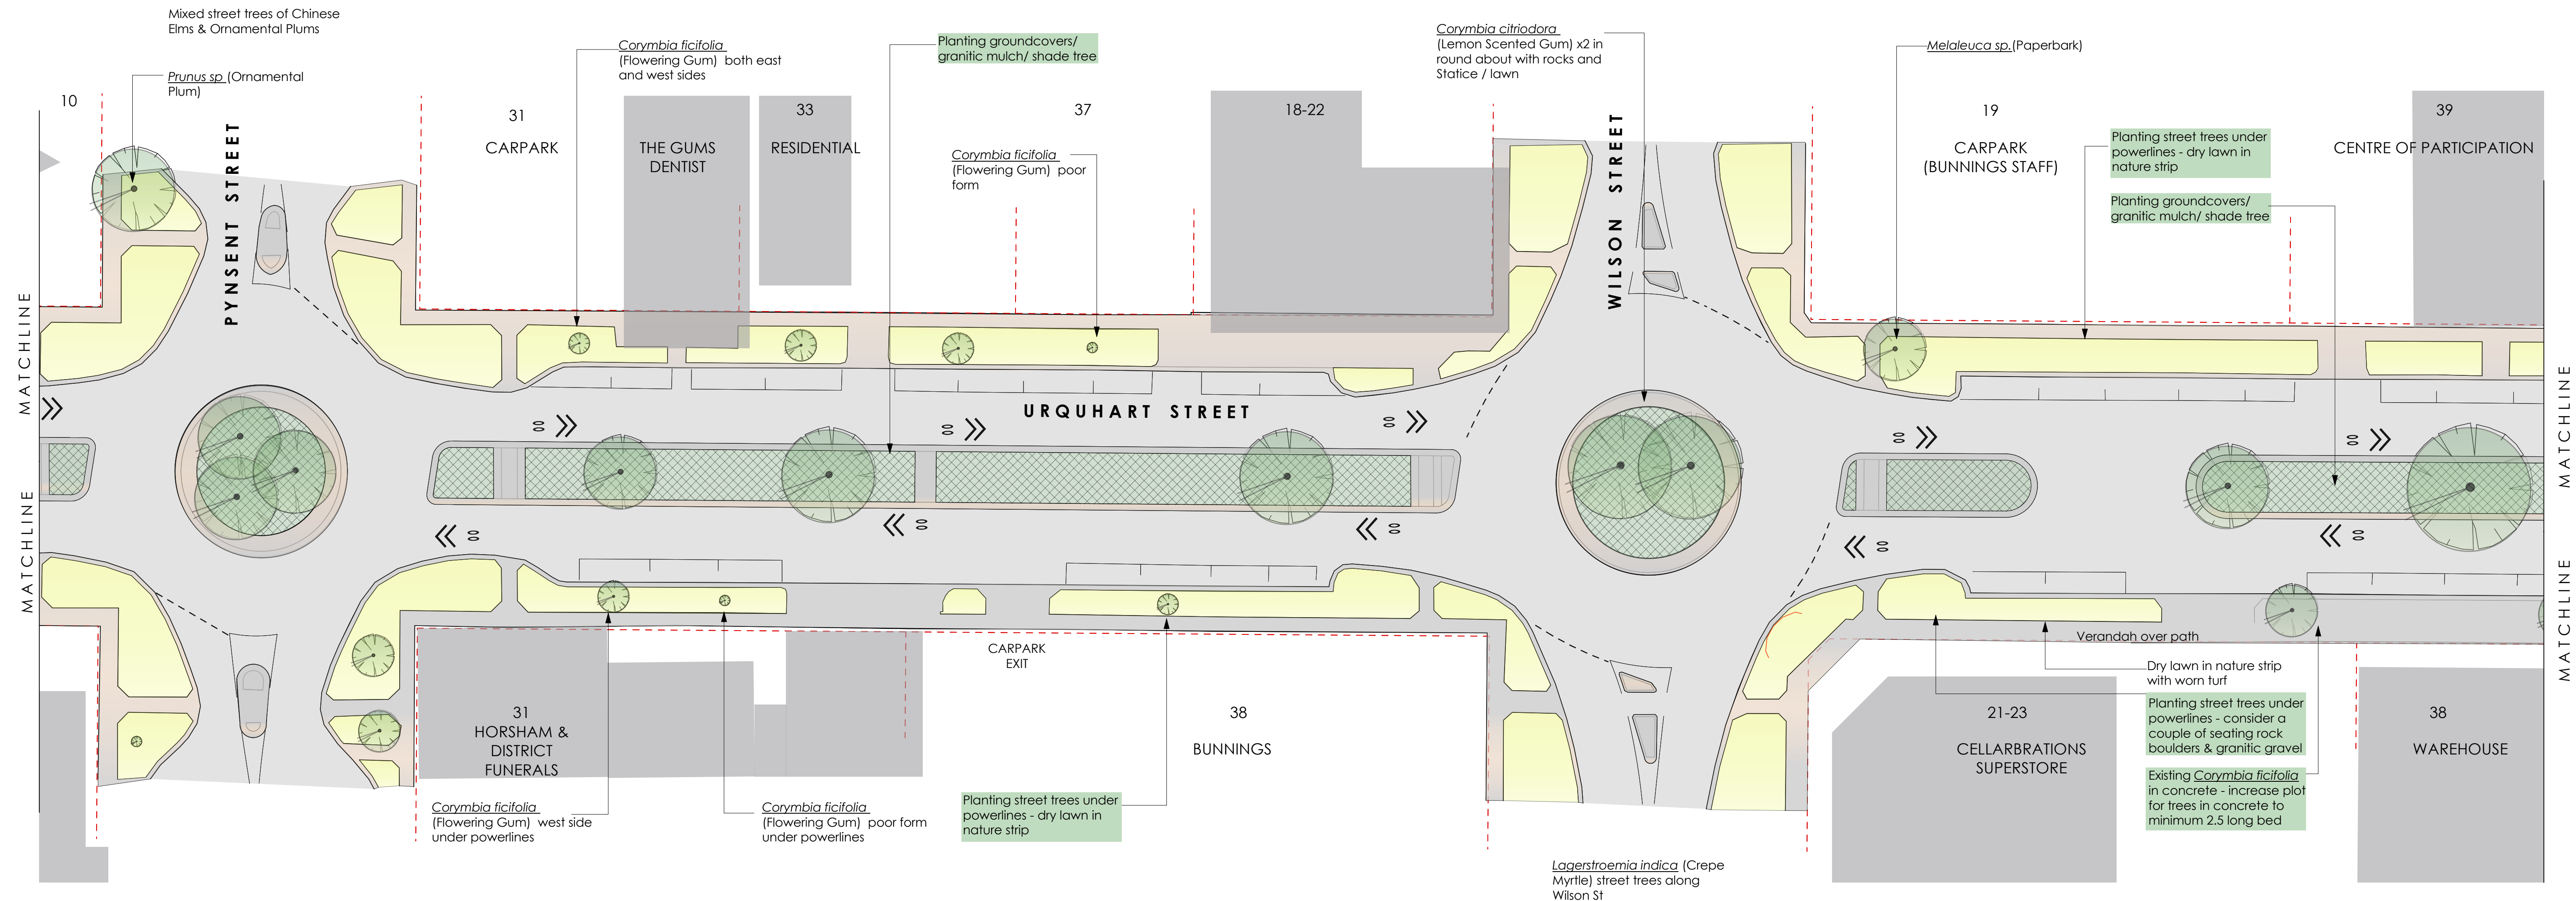 Mixed street trees of Chinese
Elms & Ornamental Plums
Prunus sp (Ornamental
Plum)
10
PYNSENT STREET
31
CARPARK
Corymbia ficifolia
(Flowering Gum) both east
and west sides
THE GUMS
DENTIST
33
RESIDENTIAL
Planting groundcovers/
granitic mulch/ shade tree
37
Corymbia ficifolia
(Flowering Gum) poor
form
18-22
Corymbia citriodora
(Lemon Scented Gum) x2 in
round about with rocks and
Statice / lawn
WILSON STREET
Melaleuca sp.(Paperbark)
19
CARPARK
(BUNNINGS STAFF)
Planting street trees under
powerlines - dry lawn in
nature strip
Planting groundcovers/
granitic mulch/ shade tree
39
CENTRE OF PARTICIPATION
MATCHLINE
MATCHLINE
URQUHART STREET
MATCHLINE
MATCHLINE
31
HORSHAM &
DISTRICT
FUNERALS
Corymbia ficifolia
(Flowering Gum) west side
under powerlines
Corymbia ficifolia
(Flowering Gum) poor form
under powerlines
CARPARK
EXIT
38
BUNNINGS
Planting street trees under
powerlines - dry lawn in
nature strip
Lagerstroemia indica (Crepe
Myrtle) street trees along
Wilson St
21-23
CELLARBRATIONS
SUPERSTORE
Verandah over path
Dry lawn in nature strip
with worn turf
Planting street trees under
powerlines - consider a
couple of seating rock
boulders & granitic gravel
Existing Corymbia ficifolia
in concrete - increase plot
for trees in concrete to
minimum 2.5 long bed
38
WAREHOUSE